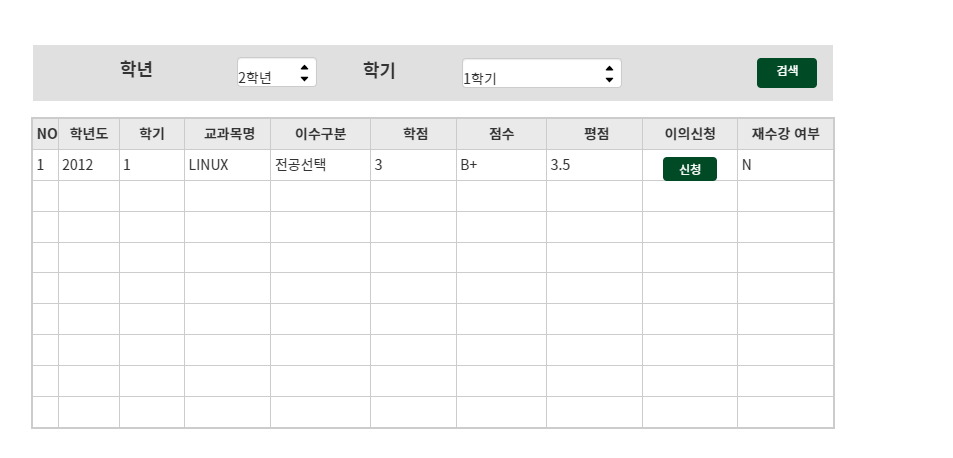 학년 2학년 학기 1학기 검색
NO 학년도 학기 교과목명 이수구분 학점 점수 평점 이의신청 재수강 여부
1 2012 1 LINUX 전공선택 3 B+ 3.5 신청 N